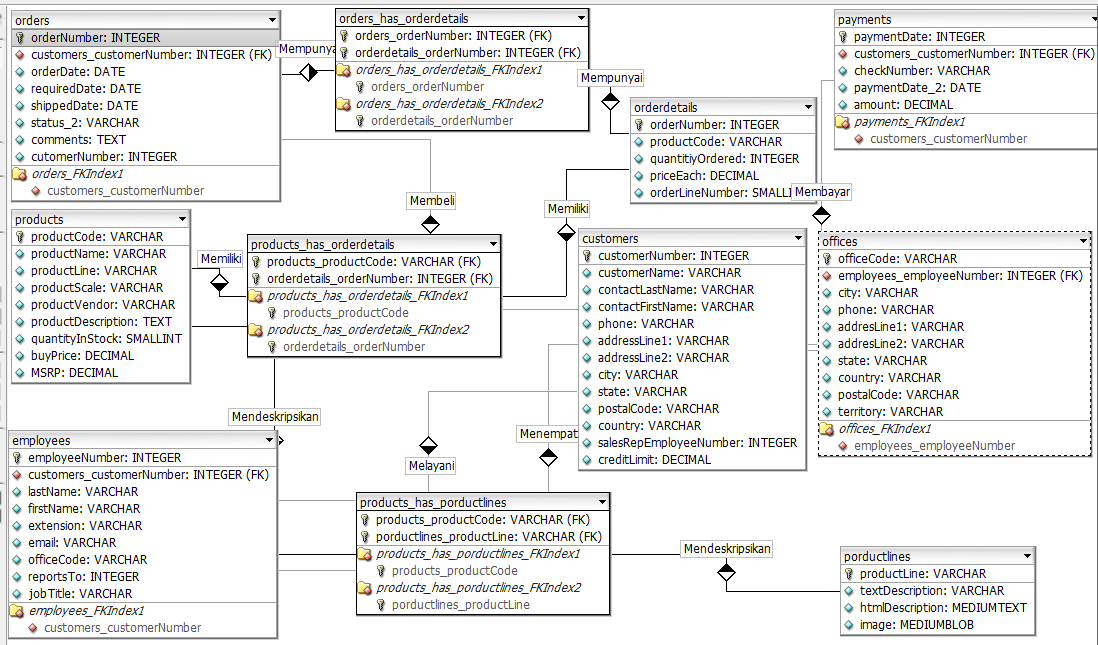 orders
orderNumber: INTEGER
customers_customerNumber: INTEGER (FK)
orderDate: DATE
requiredDate: DATE
shippedDate: DATE
status_2: VARCHAR
comments: TEXT
cutomerNumber: INTEGER
orders_FKIndex1
customers_customerNumber
Mempunyai
orders_has_orderdetails
orders_orderNumber: INTEGER (FK)
orderdetails_orderNumber: INTEGER (FK)
orders_has_orderdetails_FKIndex1
orders_orderNumber
orders_has_orderdetails_FKIndex2
orderdetails_orderNumber
Mempunyai
orderdetails
orderNumber: INTEGER
productCode: VARCHAR
quantitiyOrdered: INTEGER
priceEach: DECIMAL
orderLineNumber: SMALLINT
payments
paymentDate: INTEGER
customers_customerNumber: INTEGER (FK)
checkNumber: VARCHAR
paymentDate_2: DATE
amount: DECIMAL
payments_FKIndex1
customers_customerNumber
Membayar
Membeli
Memiliki
products
productCode: VARCHAR
productName: VARCHAR
productLine: VARCHAR
productScale: VARCHAR
productVendor: VARCHAR
productDescription: TEXT
quantityInStock: SMALLINT
buyPrice: DECIMAL
MSRP: DECIMAL
Memiliki
products_has_orderdetails
products_productCode: VARCHAR (FK)
orderdetails_orderNumber: INTEGER (FK)
products_has_orderdetails_FKIndex1
products_productCode
products_has_orderdetails_FKIndex2
orderdetails_orderNumber
customers
customerNumber: INTEGER
customerName: VARCHAR
contactLastName: VARCHAR
contactFirstName: VARCHAR
phone: VARCHAR
addressLine1: VARCHAR
addressLine2: VARCHAR
city: VARCHAR
state: VARCHAR
postalCode: VARCHAR
country: VARCHAR
salesRepEmployeeNumber: INTEGER
creditLimit: DECIMAL
offices
officeCode: VARCHAR
employees_employeeNumber: INTEGER (FK)
city: VARCHAR
phone: VARCHAR
addresLine1: VARCHAR
addresLine2: VARCHAR
state: VARCHAR
country: VARCHAR
postalCode: VARCHAR
territory: VARCHAR
offices_FKIndex1
employees_employeeNumber
Mendeskripsikan
Menempat
Melayani
employees
employeeNumber: INTEGER
customers_customerNumber: INTEGER (FK)
lastName: VARCHAR
firstName: VARCHAR
extension: VARCHAR
email: VARCHAR
officeCode: VARCHAR
reportsTo: INTEGER
jobTitle: VARCHAR
employees_FKIndex1
customers_customerNumber
products_has_porductlines
products_productCode: VARCHAR (FK)
porductlines_productLine: VARCHAR (FK)
products_has_porductlines_FKIndex1
products_productCode
products_has_porductlines_FKIndex2
porductlines_productLine
Mendeskripsikan
porductlines
productLine: VARCHAR
textDescription: VARCHAR
htmlDescription: MEDIUMTEXT
image: MEDIUMBLOB